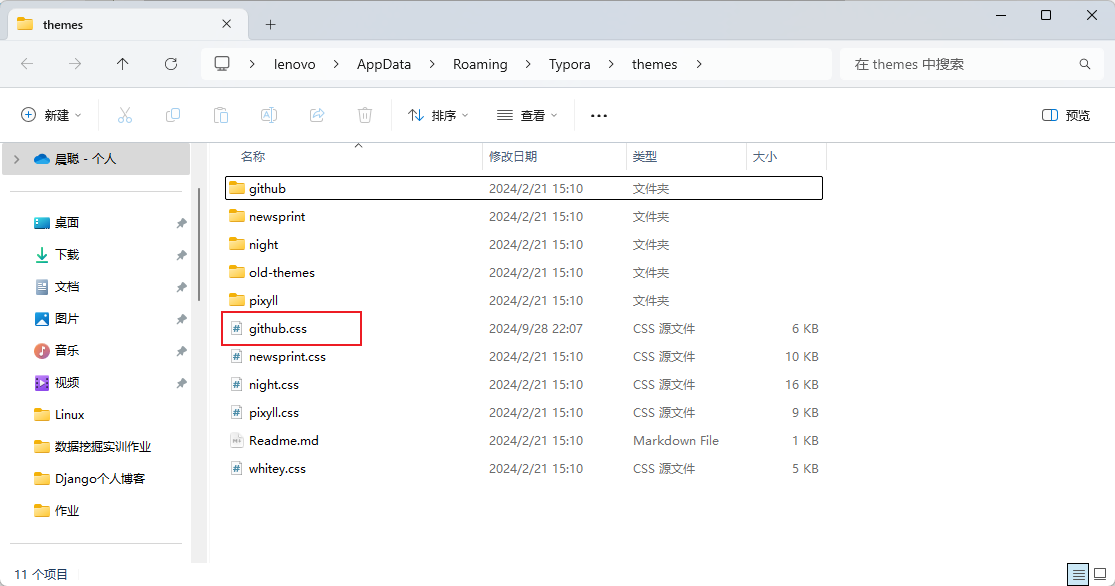 themes
lenovo AppData Roaming Typora themes
在 themes 中搜索
新建 排序 查看 ... 预览
晨聪 - 个人
桌面
下载
文档
图片
音乐
视频
Linux
数据挖掘实训作业
Django个人博客
作业
名称 修改日期 类型 大小
github 2024/2/21 15:10 文件夹
newsprint 2024/2/21 15:10 文件夹
night 2024/2/21 15:10 文件夹
old-themes 2024/2/21 15:10 文件夹
pixyll 2024/2/21 15:10 文件夹
github.css 2024/9/28 22:07 CSS 源文件 6 KB
newsprint.css 2024/2/21 15:10 CSS 源文件 10 KB
night.css 2024/2/21 15:10 CSS 源文件 16 KB
pixyll.css 2024/2/21 15:10 CSS 源文件 9 KB
Readme.md 2024/2/21 15:10 Markdown File 1 KB
whitey.css 2024/2/21 15:10 CSS 源文件 5 KB
11 个项目